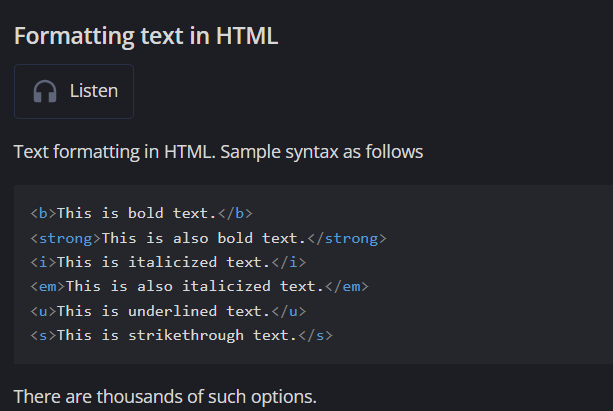 Formatting text in HTML
Listen
Text formatting in HTML. Sample syntax as follows
<b>This is bold text.</b>
<strong>This is also bold text.</strong>
<i>This is italicized text.</i>
<em>This is also italicized text.</em>
<u>This is underlined text.</u>
<s>This is strikethrough text.</s>
There are thousands of such options.